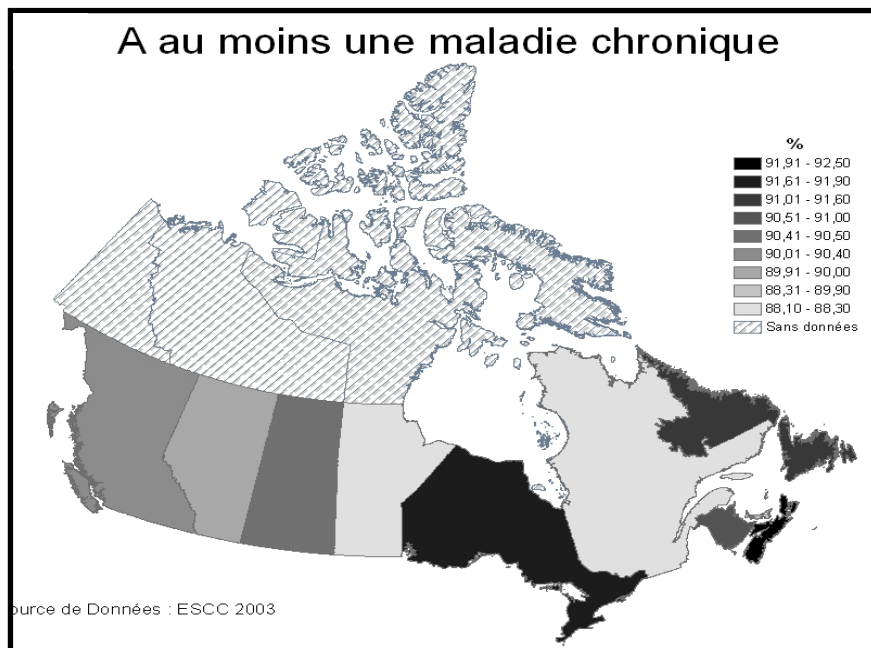 A au moins une maladie chronique
%
91,91 - 92,50
91,61 - 91,90
91,01 - 91,60
90,51 - 91,00
90,41 - 90,50
90,01 - 90,40
89,91 - 90,00
88,31 - 89,90
88,10 - 88,30
Sans données
ource de Données : ESCC 2003